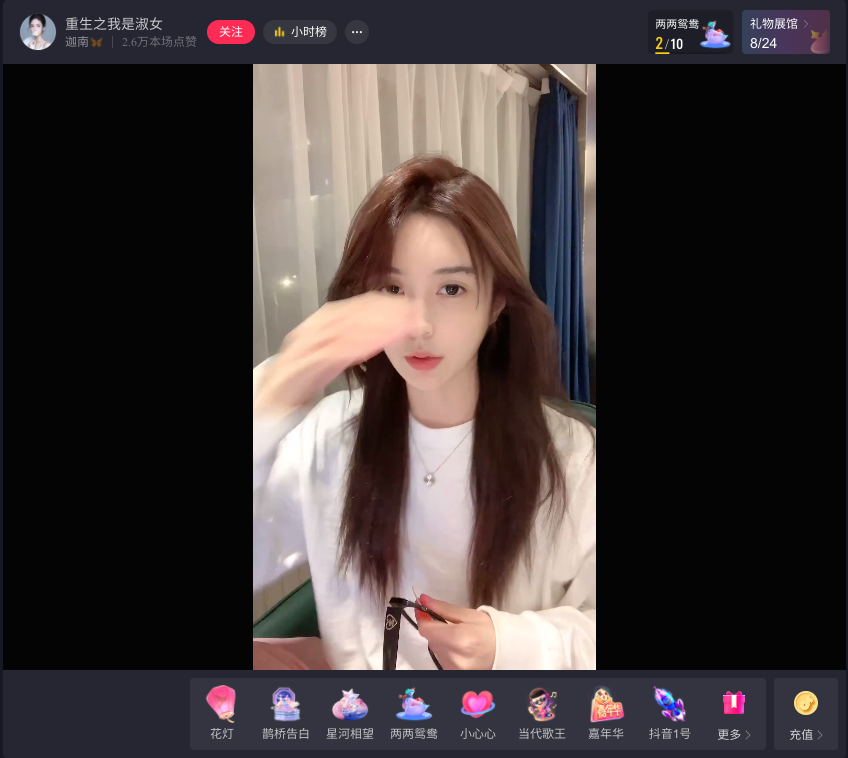 重生之我是淑女
迦南 2.6万本场点赞
关注
小时榜
两两鸳鸯
2/10
礼物展馆
8/24
花灯
鹊桥告白
星河相望
两两鸳鸯
小心心
当代歌王
嘉年华
嘉年华
抖音1号
更多
充值